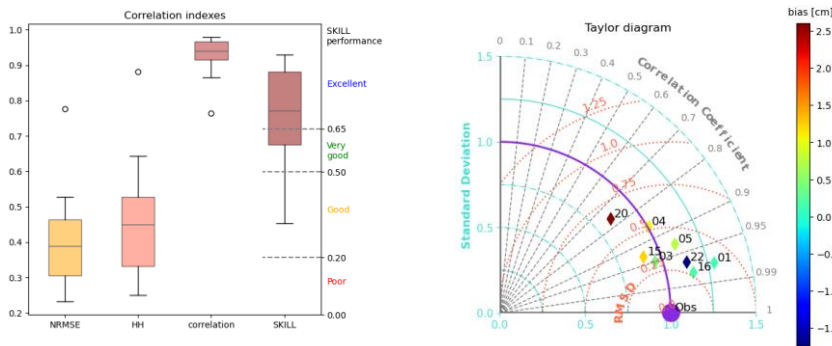 Correlation indexes
1.0
0.9
0.8
0.7
0.6
0.5
0.4
0.3
0.2
NRMSE HH correlation SKILL
SKILL
performance
Excellent
0.65
Very
good
0.50
Good
0.20
Poor
0.00
Taylor diagram
Standard Deviation
1.5
1.0
0.5
0.0
0.0 0.5 1.0 1.5
0 0.1 0.2 0.3 0.4 0.5 0.6 0.7 0.8 0.9 0.95 0.99 1
Correlation Coefficient
1.25
1.0
0.75
RMSD
20
04
05
15
03
22
01
16
Obs
bias [cm]
2.5
2.0
1.5
1.0
0.5
0.0
−0.5
−1.0